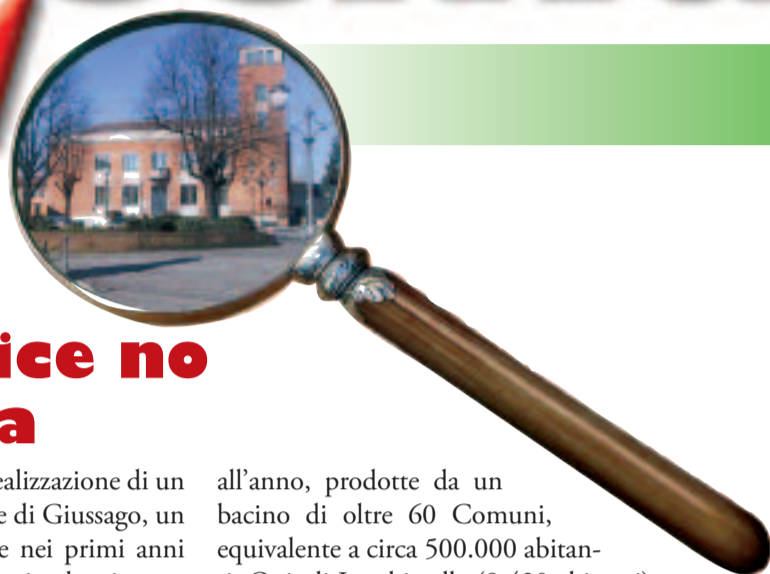 ice no
a
ealizzazione di un
e di Giussago, un
e nei primi anni
all'anno, prodotte da un
bacino di oltre 60 Comuni,
equivalente a circa 500.000 abitan-